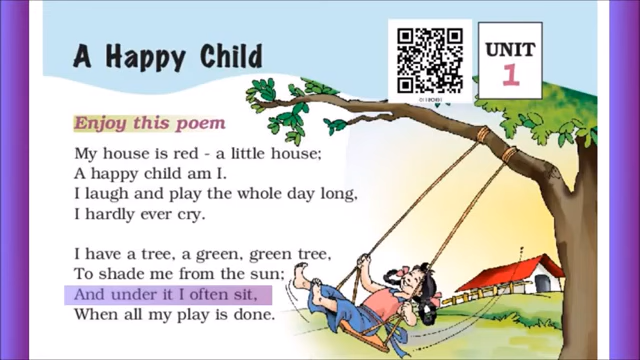 A Happy Child
UNIT
1
Enjoy this poem
My house is red - a little house;
A happy child am I.
I laugh and play the whole day long,
I hardly ever cry.
I have a tree, a green, green tree,
To shade me from the sun;
And under it I often sit,
When all my play is done.